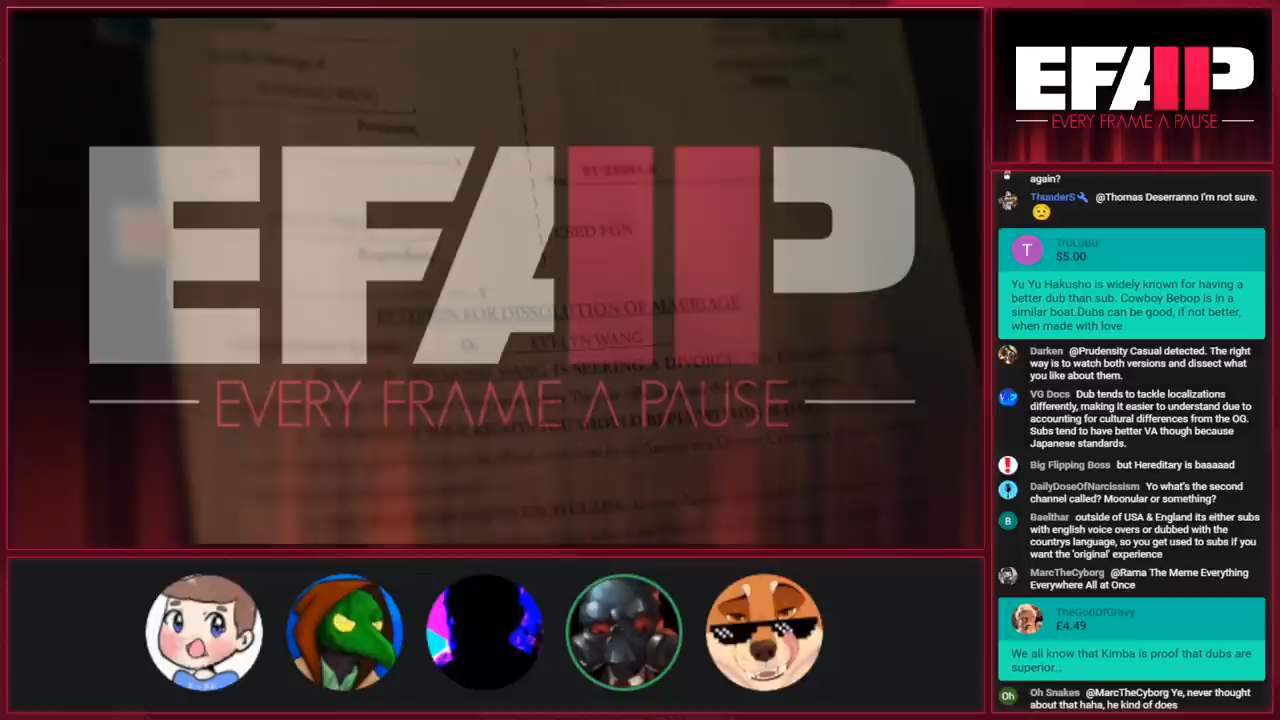 EFAP
EVERY FRAME A PAUSE
Petitioner,
FOR DISSOLUTION OF MARRIAGE
EVELYN WANG
IS SEEKING A DIVORCE
EFAP
EVERY FRAME A PAUSE
again?
ThunderS @Thomas Deserranno I'm not sure.
T
TruLuBu
$5.00
Yu Yu Hakusho is widely known for having a
better dub than sub. Cowboy Bebop is in a
similar boat.Dubs can be good, if not better,
when made with love
Darken @Prudensity Casual detected. The right
way is to watch both versions and dissect what
you like about them.
VG Docs Dub tends to tackle localizations
differently, making it easier to understand due to
accounting for cultural differences from the OG.
Subs tend to have better VA though because
Japanese standards.
Big Flipping Boss but Hereditary is baaaad
DailyDoseOfNarcissism Yo what's the second
channel called? Moonular or something?
B
Baelthar outside of USA & England its either subs
with english voice overs or dubbed with the
countrys language, so you get used to subs if you
want the 'original' experience
MarcTheCyborg @Rama The Meme Everything
Everywhere All at Once
TheGodOfGravy
£4.49
We all know that Kimba is proof that dubs are
superior...
Oh
Oh Snakes @MarcTheCyborg Ye, never thought
about that haha, he kind of does